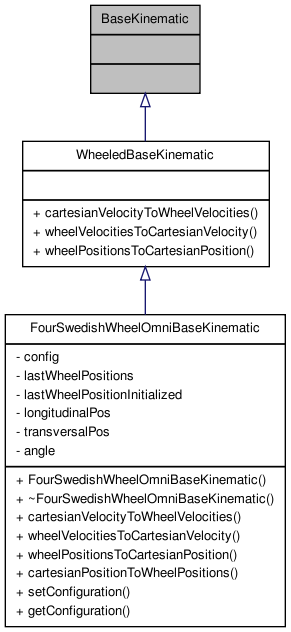 BaseKinematic
WheeledBaseKinematic
+ cartesianVelocityToWheelVelocities()
+ wheelVelocitiesToCartesianVelocity()
+ wheelPositionsToCartesianPosition()
FourSwedishWheelOmniBaseKinematic
- config
- lastWheelPositions
- lastWheelPositionInitialized
- longitudinalPos
- transversalPos
- angle
+ FourSwedishWheelOmniBaseKinematic()
+ ~FourSwedishWheelOmniBaseKinematic()
+ cartesianVelocityToWheelVelocities()
+ wheelVelocitiesToCartesianVelocity()
+ wheelPositionsToCartesianPosition()
+ cartesianPositionToWheelPositions()
+ setConfiguration()
+ getConfiguration()